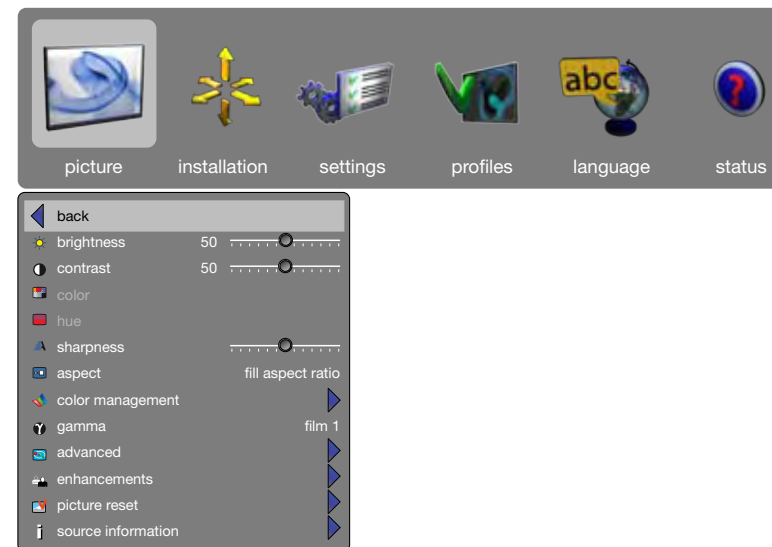 abc
picture installation settings profiles language status
back
brightness 50
contrast 50
color
hue
sharpness
aspect fill aspect ratio
color management
gamma film 1
advanced
enhancements
picture reset
source information